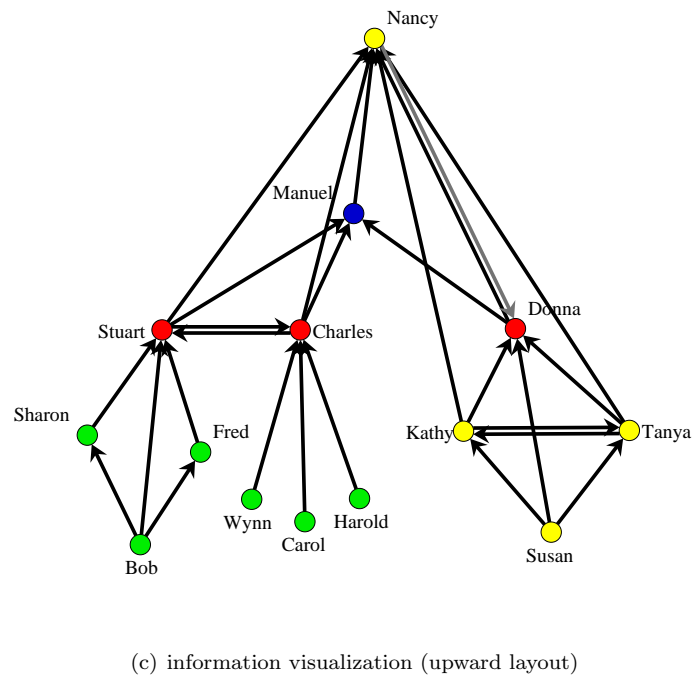 Nancy
Manuel
Donna
Stuart
Charles
Sharon
Fred
Kathy
Tanya
Wynn
Harold
Carol
Susan
Bob
(c) information visualization (upward layout)